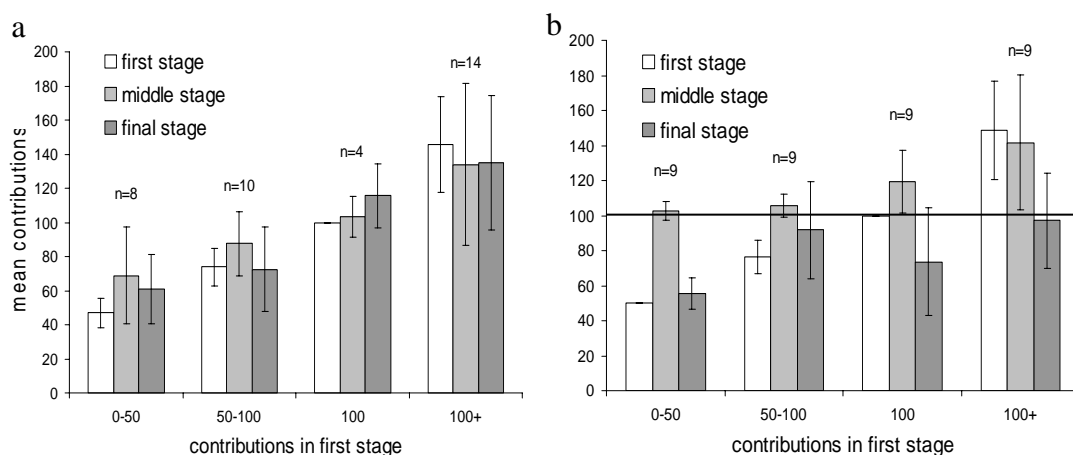 a
200
180
160
140
120
100
80
60
40
20
0
mean contributions
first stage
middle stage
final stage
n=8
n=10
n=4
n=14
0-50
50-100
100
100+
contributions in first stage
b
200
180
160
140
120
100
80
60
40
20
0
first stage
middle stage
final stage
n=9
n=9
n=9
n=9
0-50
50-100
100
100+
contributions in first stage